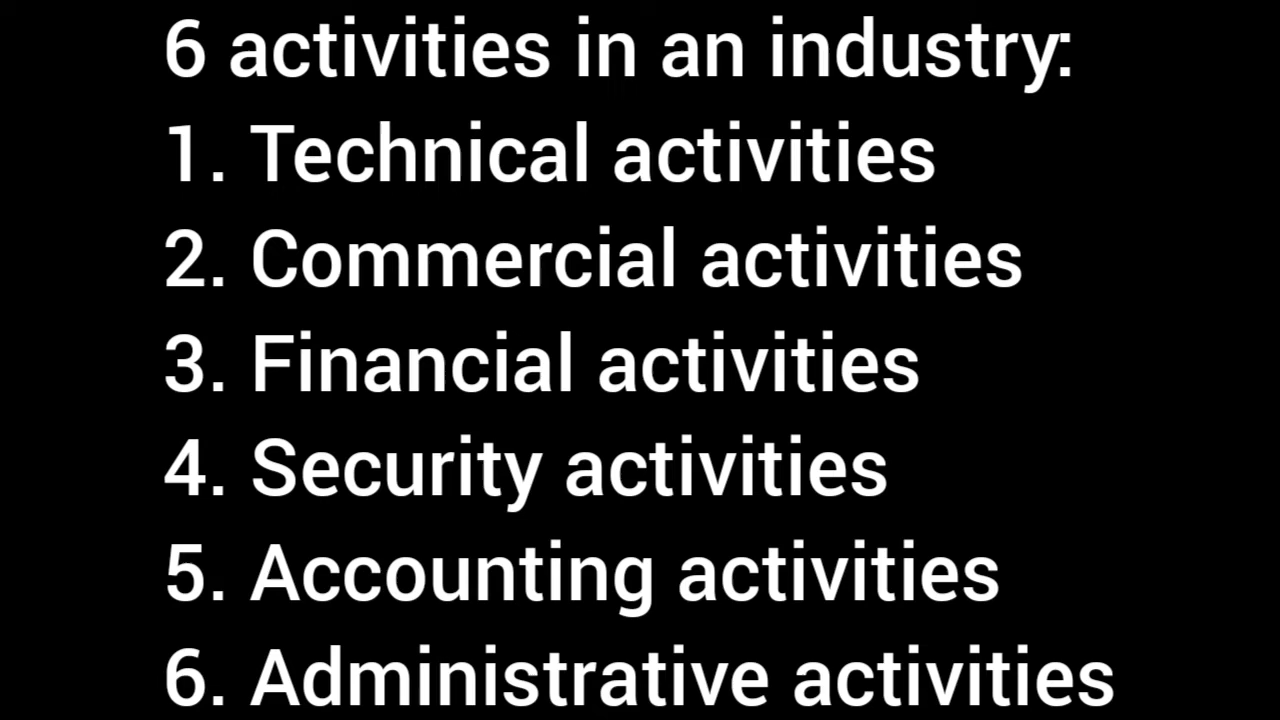 6 activities in an industry:
1. Technical activities
2. Commercial activities
3. Financial activities
4. Security activities
5. Accounting activities
6. Administrative activities